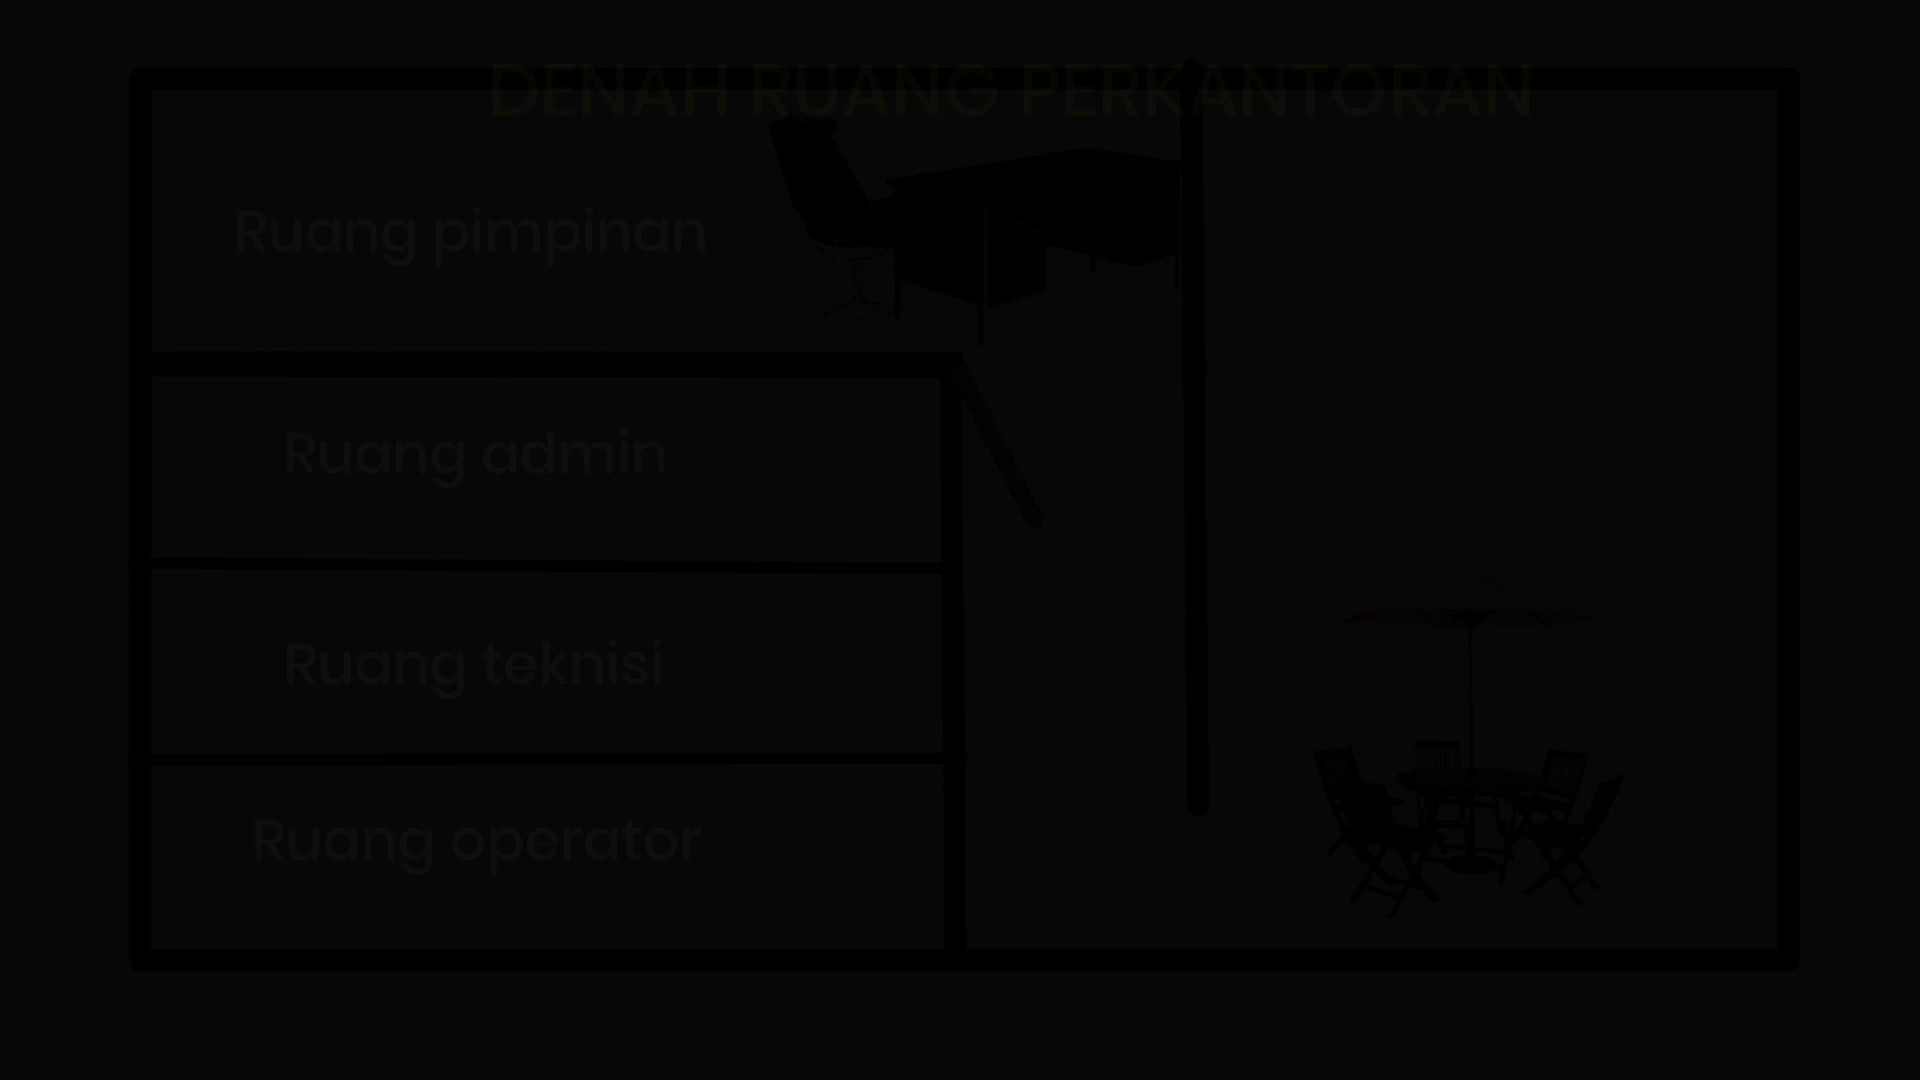 DENAH RUANG PERKANTORAN
Ruang pimpinan
Ruang admin
Ruang teknisi
Ruang operator